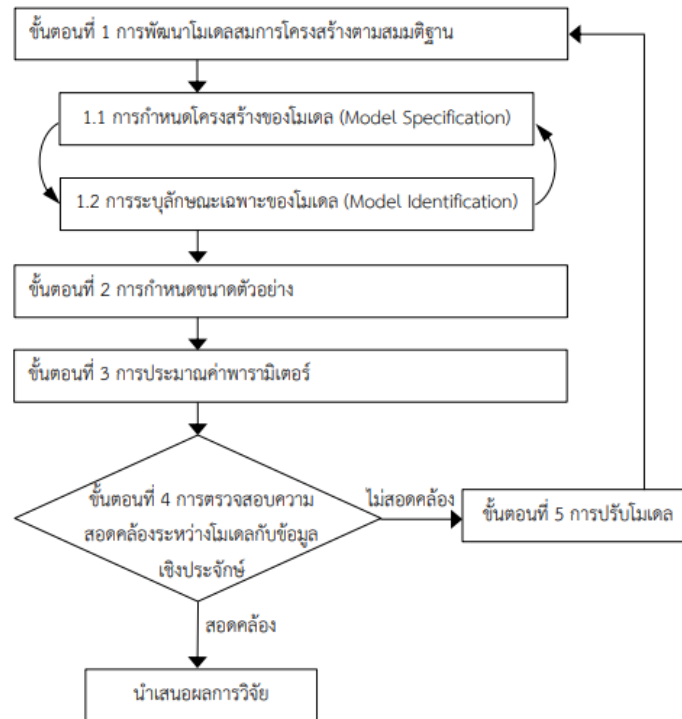 ขั้นตอนที่ 1 การพัฒนาโมเดลสมการโครงสร้างตามสมมติฐาน
1.1 การกำหนดโครงสร้างของโมเดล (Model Specification)
1.2 การระบุลักษณะเฉพาะของโมเดล (Model Identification)
ขั้นตอนที่ 2 การกำหนดขนาดตัวอย่าง
ขั้นตอนที่ 3 การประมาณค่าพารามิเตอร์
ขั้นตอนที่ 4 การตรวจสอบความ
สอดคล้องระหว่างโมเดลกับข้อมูล
เชิงประจักษ์
ไม่สอดคล้อง
ขั้นตอนที่ 5 การปรับโมเดล
สอดคล้อง
นำเสนอผลการวิจัย